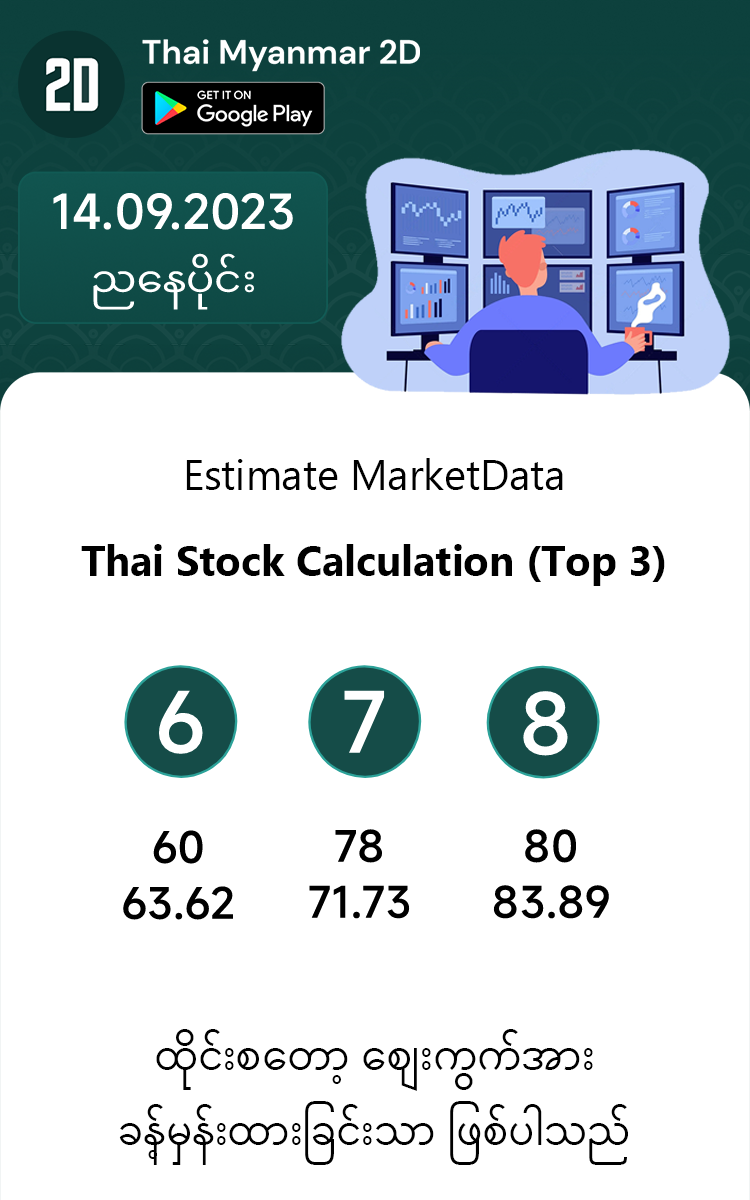 2D
Thai Myanmar 2D
GET IT ON
Google Play
14.09.2023
ညနေပိုင်း
Estimate MarketData
Thai Stock Calculation (Top 3)
6 7 8
60 78 80
63.62 71.73 83.89
ထိုင်းစတော့ ဈေးကွက်အား
ခန့်မှန်းထားခြင်းသာ ဖြစ်ပါသည်